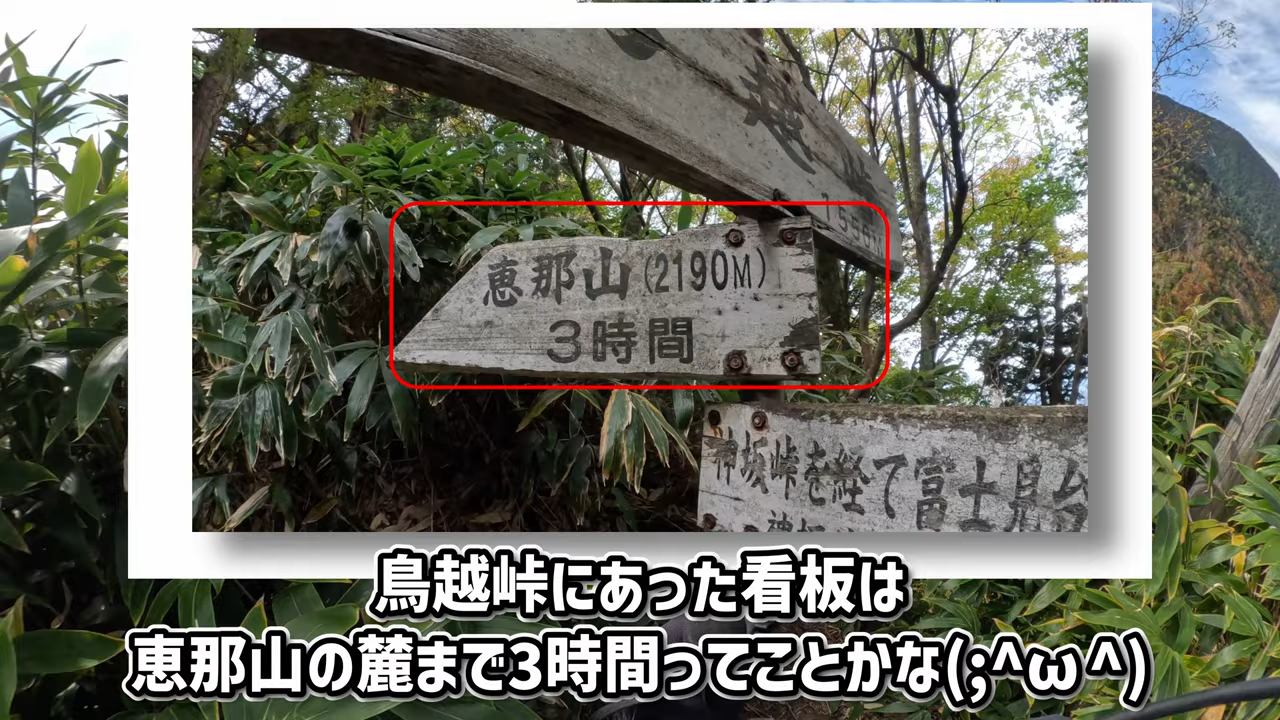 恵那山(2190M)
3時間
神坂峠を経て富士見台
鳥越峠にあった看板は
恵那山の麓まで3時間ってことかな(;^ω^)